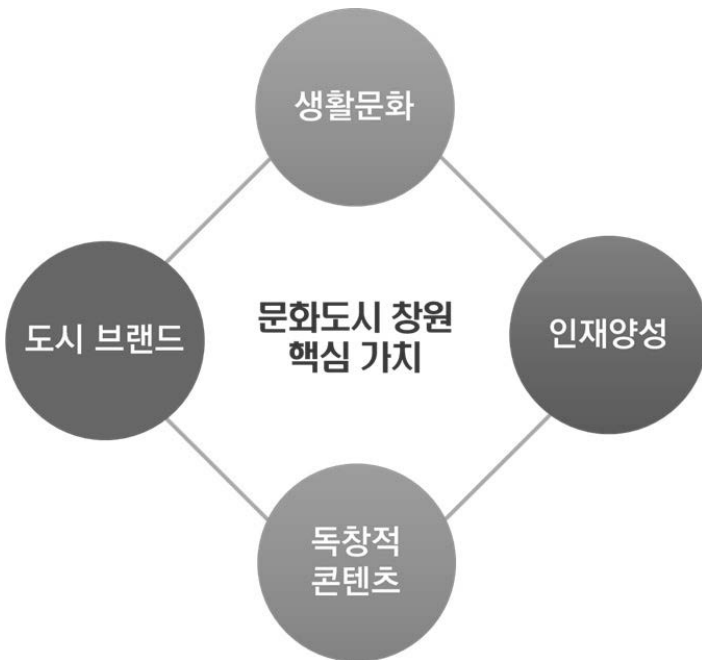 생활문화
도시 브랜드
문화도시 창원
핵심 가치
인재양성
독창적
콘텐츠